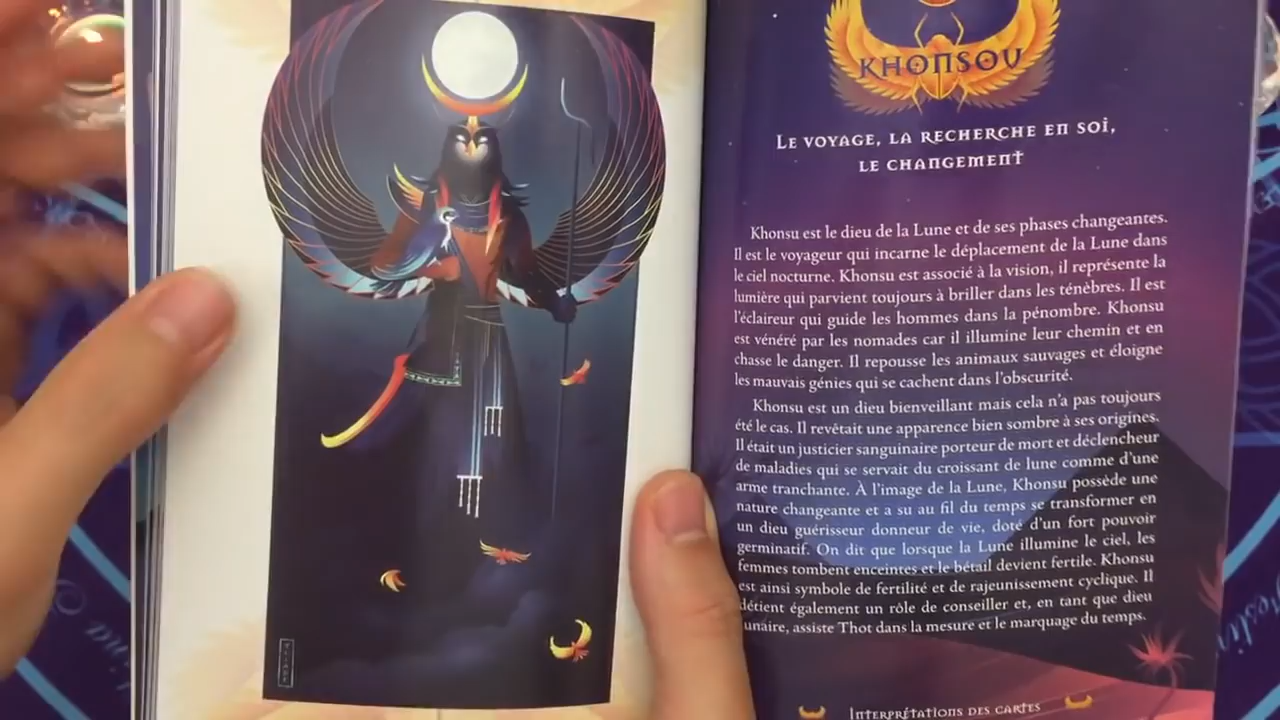 KHONSOU
Le voyage, la recherche en soi,
le changement
Khonsu est le dieu de la Lune et de ses phases changeantes.
Il est le voyageur qui incarne le déplacement de la Lune dans
le ciel nocturne. Khonsu est associé à la vision, il représente la
lumière qui parvient toujours à briller dans les ténèbres. Il est
l'éclaireur qui guide les hommes dans la pénombre. Khonsu
est vénéré par les nomades car il illumine leur chemin et en
chasse le danger. Il repousse les animaux sauvages et éloigne
les mauvais génies qui se cachent dans l'obscurité.
Khonsu est un dieu bienveillant mais cela n'a pas toujours
été le cas. Il revêtait une apparence bien sombre à ses origines.
Il était un justicier sanguinaire porteur de mort et déclencheur
de maladies qui se servait du croissant de lune comme d'une
arme tranchante. À l'image de la Lune, Khonsu possède une
nature changeante et a su au fil du temps se transformer en
un dieu guérisseur donneur de vie, doté d'un fort pouvoir
germinatif. On dit que lorsque la Lune illumine le ciel, les
femmes tombent enceintes et le bétail devient fertile. Khonsu
est ainsi symbole de fertilité et de rajeunissement cyclique. Il
détient également un rôle de conseiller et, en tant que dieu
lunaire, assiste Thot dans la mesure et le marquage du temps.
Interprétations des cartes